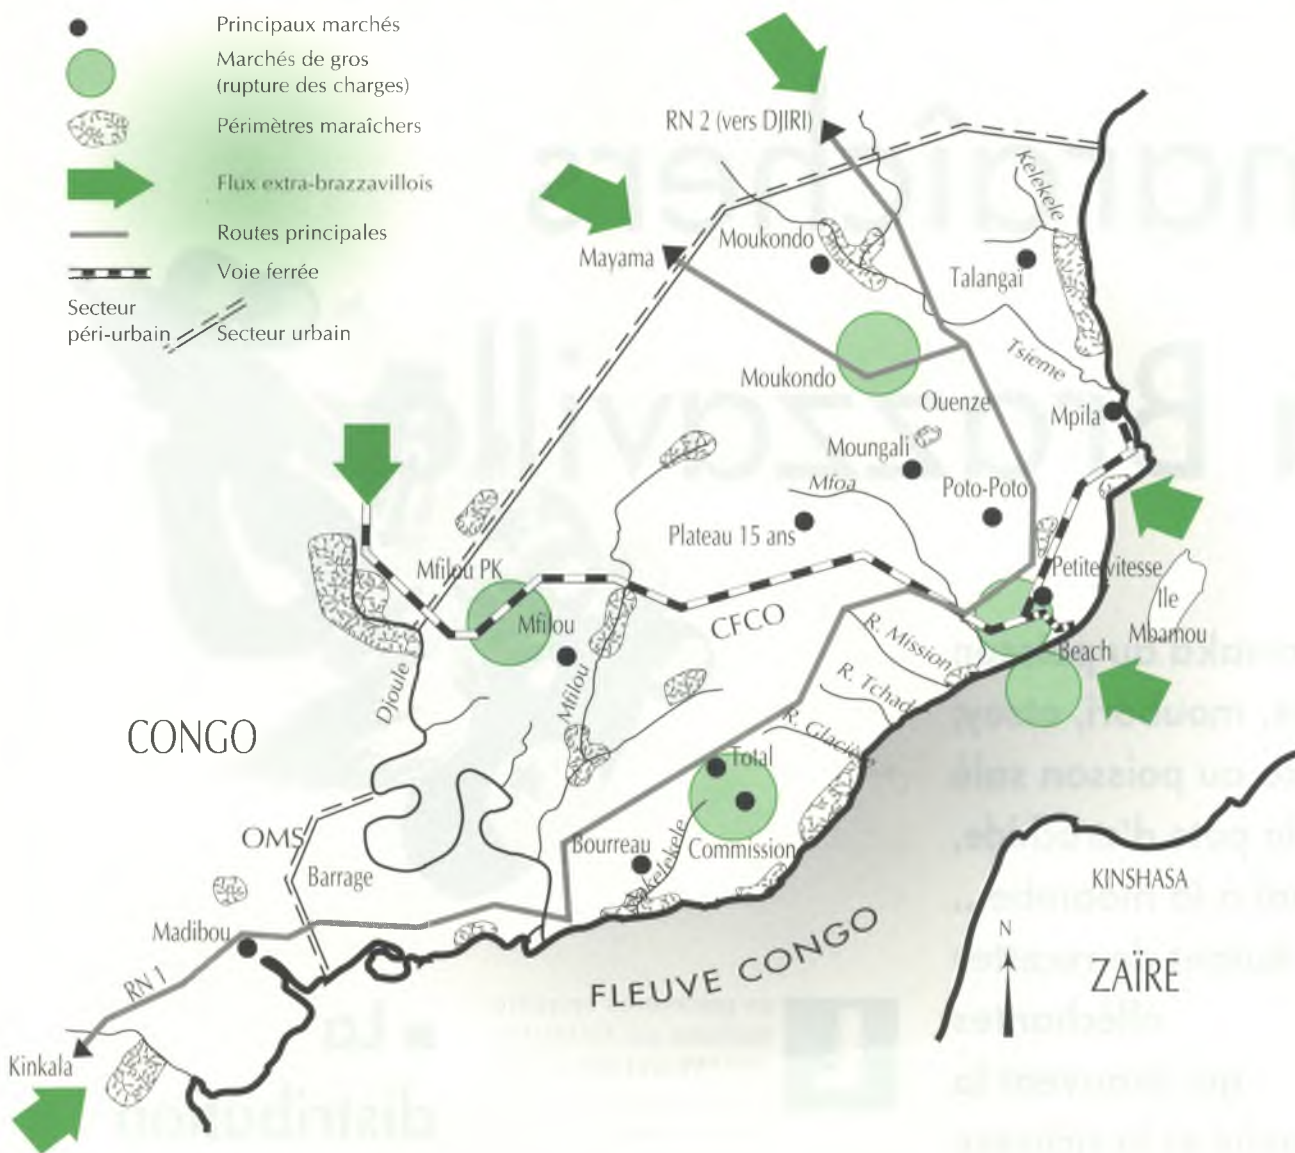 Principaux marchés
Marchés de gros
(rupture des charges)
Périmètres maraîchers
Flux extra-brazzavillois
Routes principales
Voie ferrée
Secteur
péri-urbain
Secteur urbain
RN 2 (vers DJIRI)
Kelekele
Mayama
Moukondo
Talangaï
Tsieme
Moukondo
Ouenze
Mpila
Moungali
Mfoa
Poto-Poto
Plateau 15 ans
Mfilou PK
Petite vitesse
Mfilou
CFCO
Ile
Mbamou
R. Mission
Beach
Djoule
Mfilou
R. Tchad
CONGO
R. Glacière
Total
OMS
Bourreau
Commission
Barrage
KINSHASA
Madibou
N
ZAÏRE
FLEUVE CONGO
RN 1
Kinkala